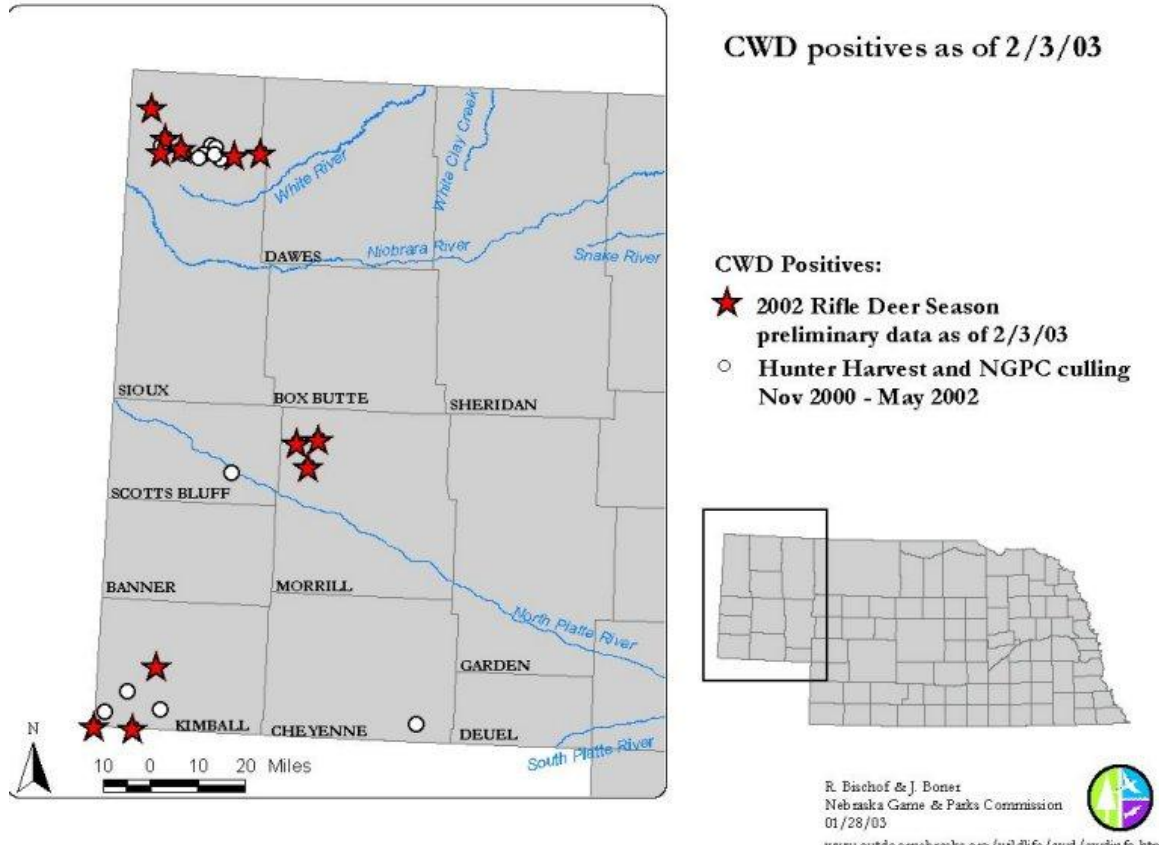 CWD positives as of 2/3/03
White River
White Clay Creek
DAWES
Niobrara River
Snake River
SIOUX
BOX BUTTE
SHERIDAN
SCOTTS BLUFF
BANNER
MORRILL
North Platte River
GARDEN
KIMBALL
CHEYENNE
DEUEL
South Platte River
N
10 0 10 20 Miles
CWD Positives:
2002 Rifle Deer Season
preliminary data as of 2/3/03
Hunter Harvest and NGPC culling
Nov 2000 - May 2002
R. Bischof & J. Boner
Nebraska Game & Parks Commission
01/28/03